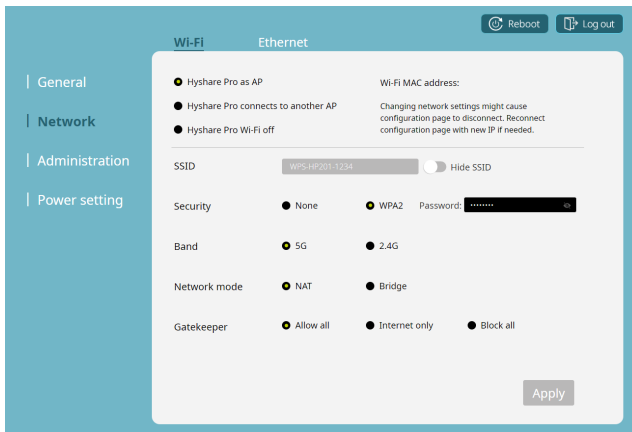 Reboot
Log out
Wi-Fi
Ethernet
General
Network
Administration
Power setting
Hyshare Pro as AP
Hyshare Pro connects to another AP
Hyshare Pro Wi-Fi off
Wi-Fi MAC address:
Changing network settings might cause
configuration page to disconnect. Reconnect
configuration page with new IP if needed.
SSID
WPS-HP201-1234
Hide SSID
Security
None
WPA2
Password:
••••••••
Band
5G
2.4G
Network mode
NAT
Bridge
Gatekeeper
Allow all
Internet only
Block all
Apply